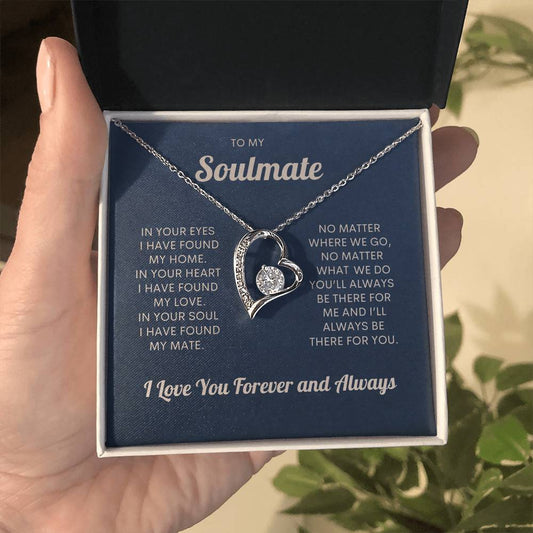 TO MY
Soulmate
IN YOUR EYES
I HAVE FOUND
MY HOME.
IN YOUR HEART
I HAVE FOUND
MY LOVE.
IN YOUR SOUL
I HAVE FOUND
MY MATE.
NO MATTER
WHERE WE GO,
NO MATTER
WHAT WE DO
YOU'LL ALWAYS
BE THERE FOR
ME AND I'LL
ALWAYS BE
THERE FOR YOU.
I Love You Forever and Always